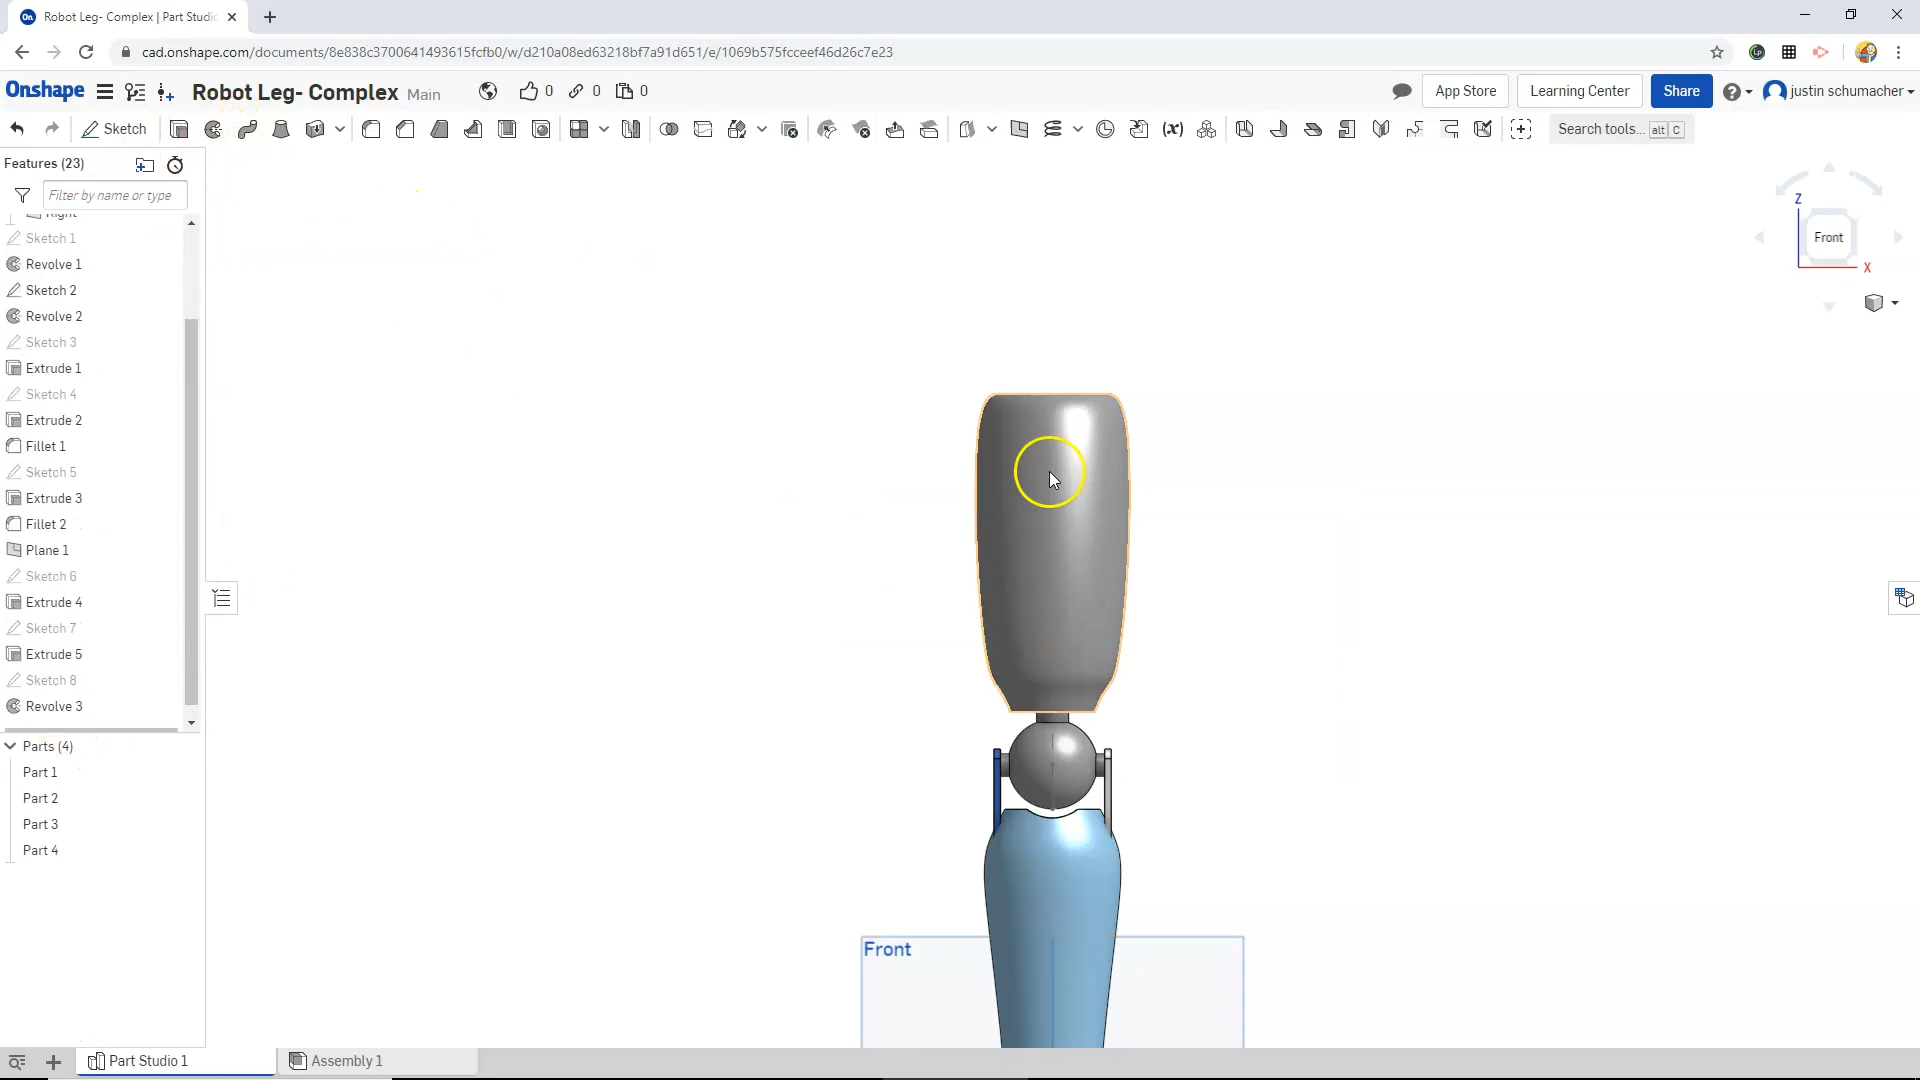 Robot Leg- Complex | Part Studi
cad.onshape.com/documents/8e838c3700641493615fcfb0/w/d210a08ed63218bf7a91d651/e/1069b575fcceef46d26c7e23
Onshape
Robot Leg- Complex Main
0
0
0
App Store
Learning Center
Share
justin schumacher
Sketch
Search tools... alt C
Features (23)
Filter by name or type
Right
Sketch 1
Revolve 1
Sketch 2
Revolve 2
Sketch 3
Extrude 1
Sketch 4
Extrude 2
Fillet 1
Sketch 5
Extrude 3
Fillet 2
Plane 1
Sketch 6
Extrude 4
Sketch 7
Extrude 5
Sketch 8
Revolve 3
Parts (4)
Part 1
Part 2
Part 3
Part 4
Z
Front
X
Front
Part Studio 1
Assembly 1